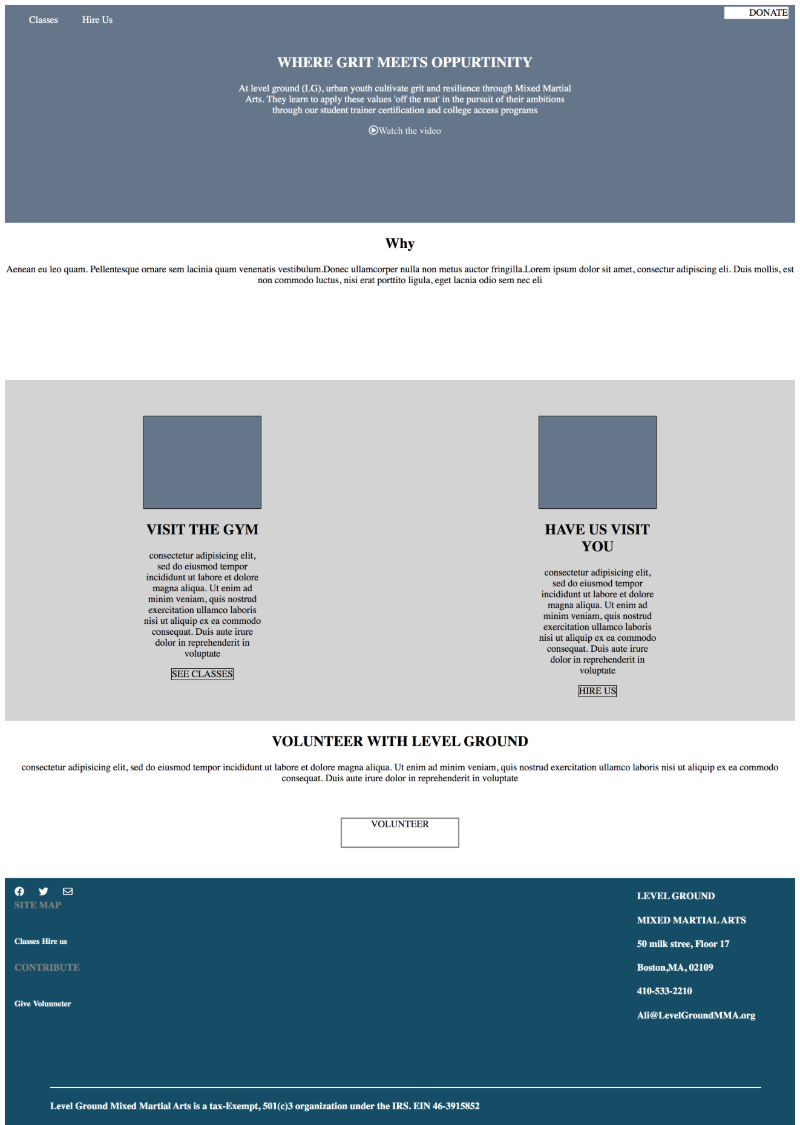 Classes Hire Us DONATE
WHERE GRIT MEETS OPPURTINITY
At level ground (LG), urban youth cultivate grit and resilience through Mixed Martial
Arts. They learn to apply these values 'off the mat' in the pursuit of their ambitions
through our student trainer certification and college access programs
Watch the video
Why
Aenean eu leo quam. Pellentesque ornare sem lacinia quam venenatis vestibulum.Donec ullamcorper nulla non metus auctor fringilla.Lorem ipsum dolor sit amet, consectur adipiscing eli. Duis mollis, est
non commodo luctus, nisi erat porttito ligula, eget lacnia odio sem nec eli
VISIT THE GYM
consectetur adipisicing elit,
sed do eiusmod tempor
incididunt ut labore et dolore
magna aliqua. Ut enim ad
minim veniam, quis nostrud
exercitation ullamco laboris
nisi ut aliquip ex ea commodo
consequat. Duis aute irure
dolor in reprehenderit in
voluptate
SEE CLASSES
HAVE US VISIT
YOU
consectetur adipisicing elit,
sed do eiusmod tempor
incididunt ut labore et dolore
magna aliqua. Ut enim ad
minim veniam, quis nostrud
exercitation ullamco laboris
nisi ut aliquip ex ea commodo
consequat. Duis aute irure
dolor in reprehenderit in
voluptate
HIRE US
VOLUNTEER WITH LEVEL GROUND
consectetur adipisicing elit, sed do eiusmod tempor incididunt ut labore et dolore magna aliqua. Ut enim ad minim veniam, quis nostrud exercitation ullamco laboris nisi ut aliquip ex ea commodo
consequat. Duis aute irure dolor in reprehenderit in voluptate
VOLUNTEER
SITE MAP
Classes Hire us
CONTRIBUTE
Give Volunneter
LEVEL GROUND
MIXED MARTIAL ARTS
50 milk stree, Floor 17
Boston,MA, 02109
410-533-2210
Ali@LevelGroundMMA.org
Level Ground Mixed Martial Arts is a tax-Exempt, 501(c)3 organization under the IRS. EIN 46-3915852